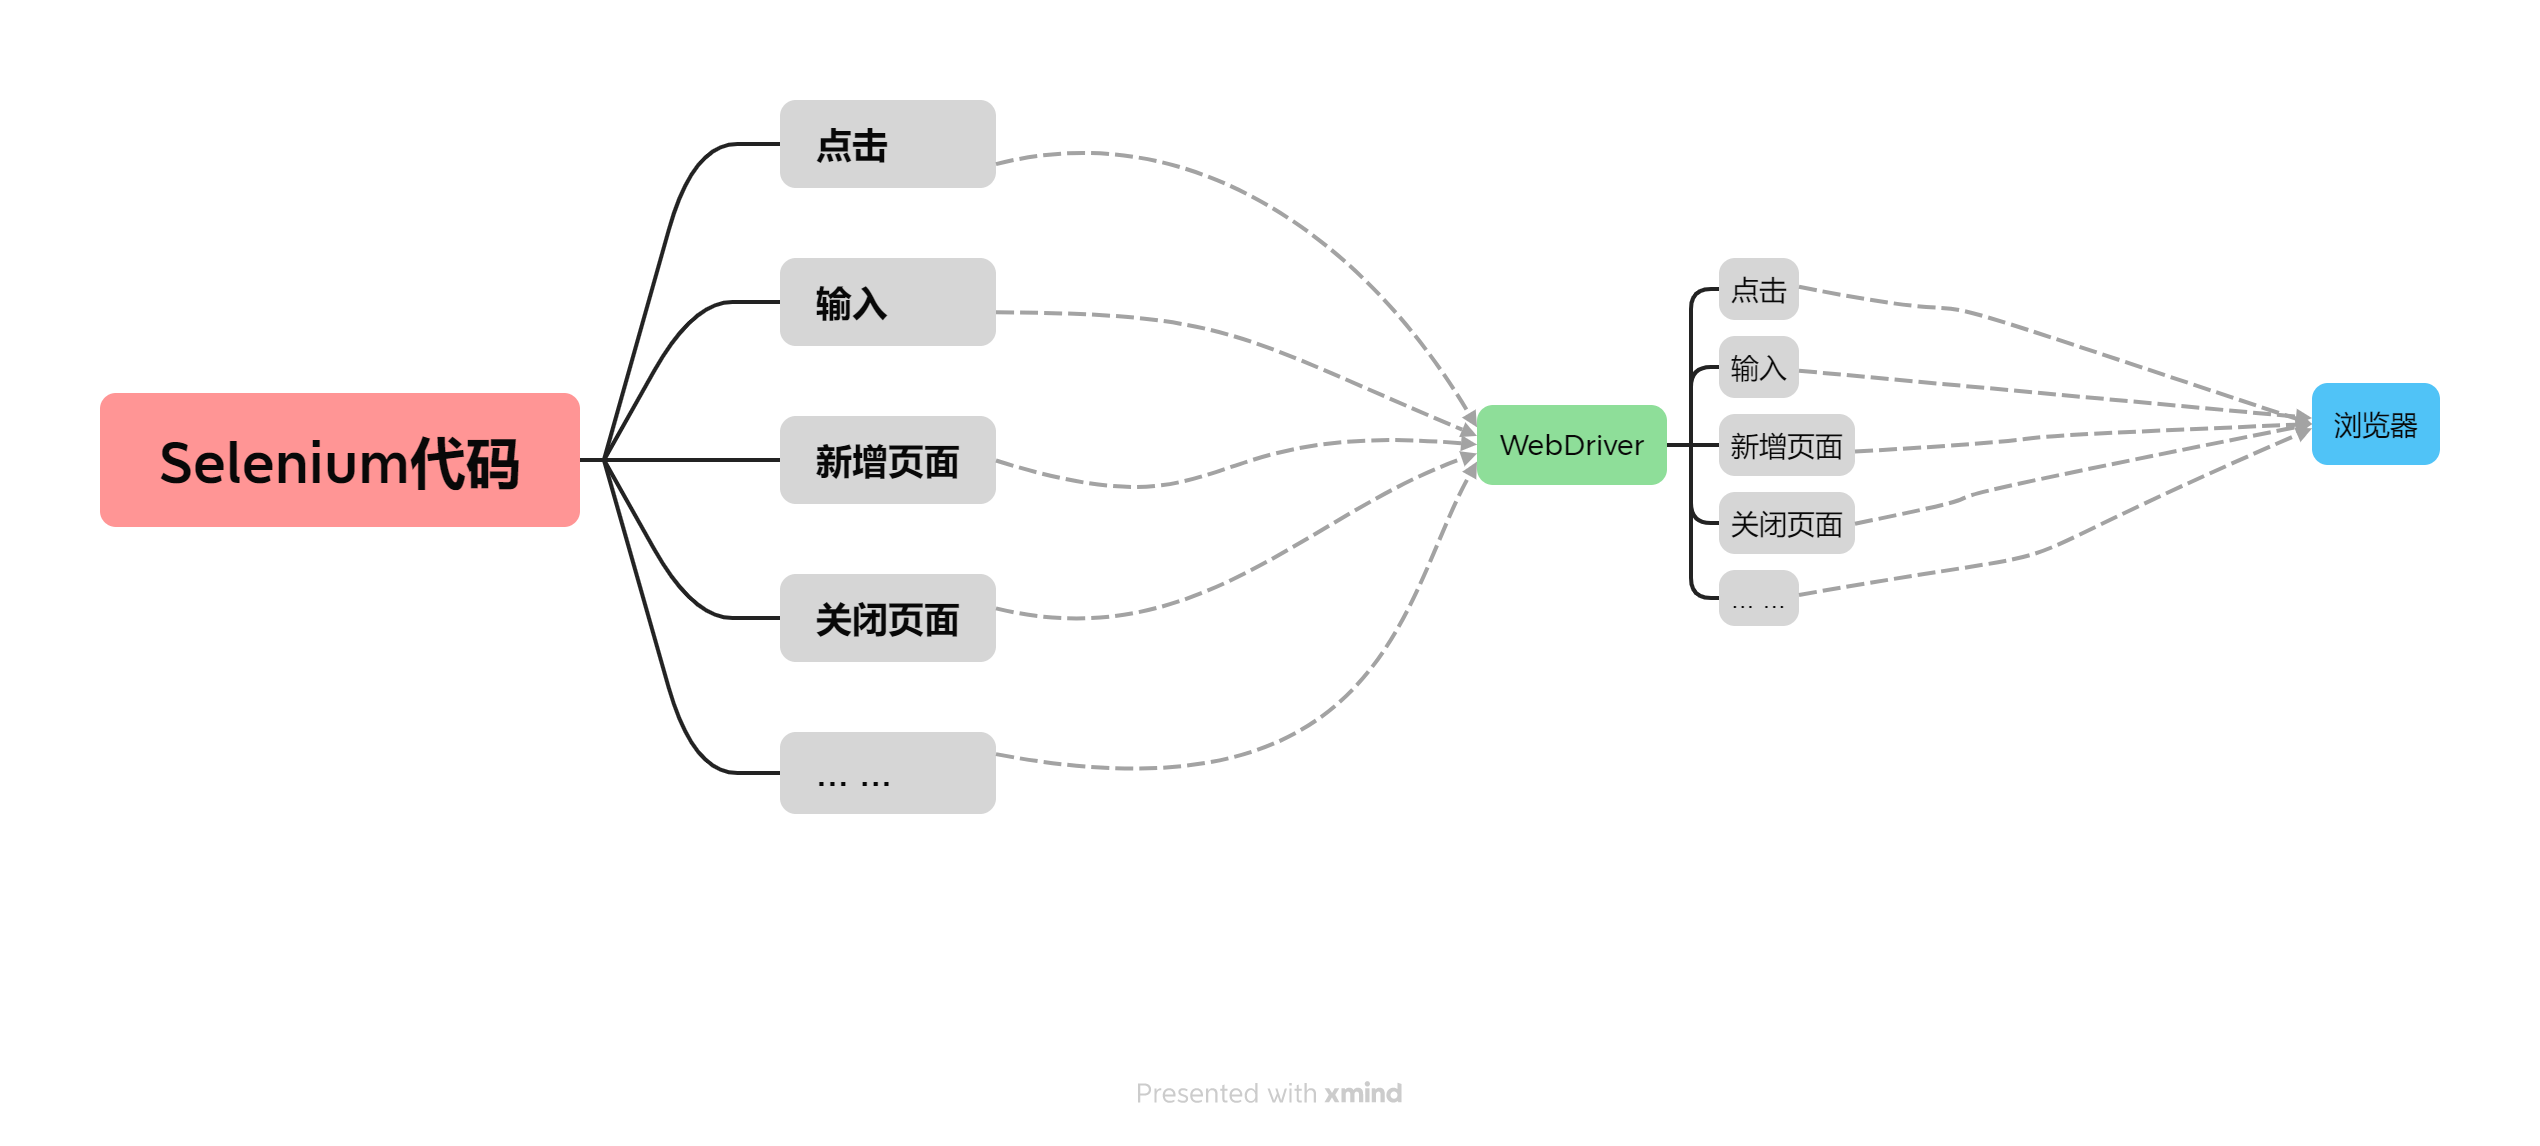 Selenium代码
点击
输入
新增页面
关闭页面
... ...
WebDriver
点击
输入
新增页面
关闭页面
... ...
浏览器
Presented with xmind